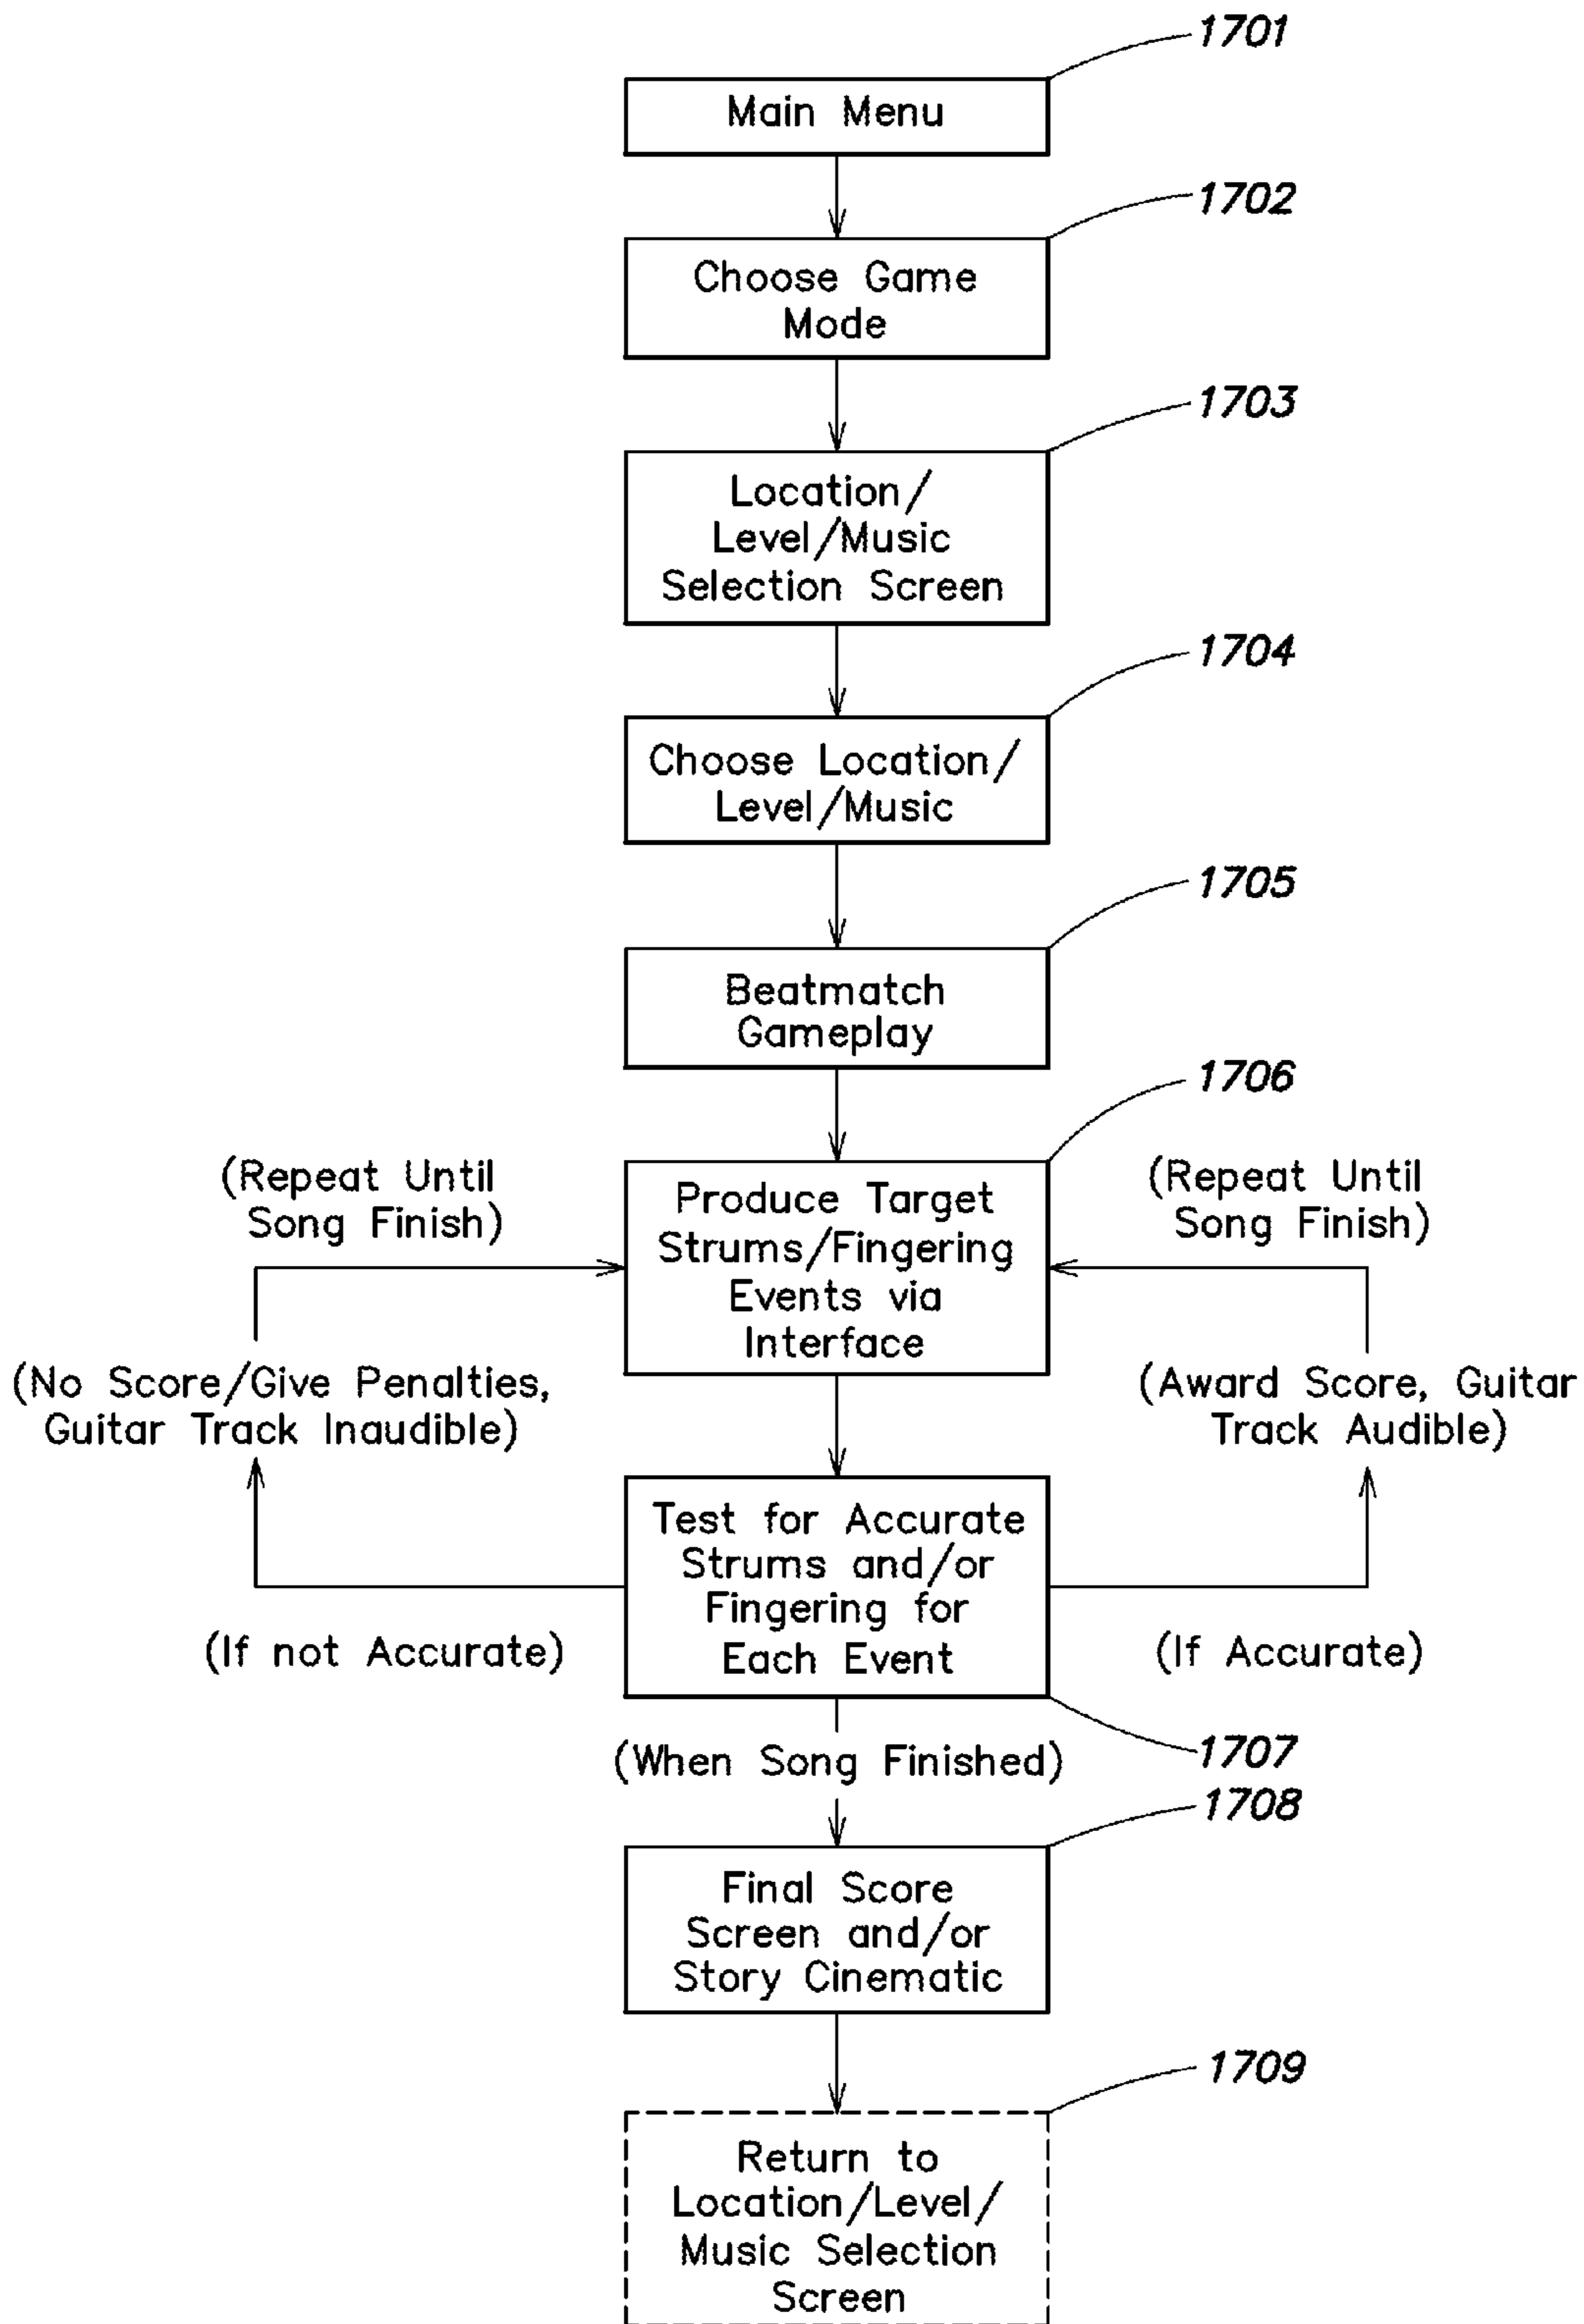 1701
Main Menu
1702
Choose Game
Mode
1703
Location/
Level/Music
Selection Screen
1704
Choose Location/
Level/Music
1705
Beatmatch
Gameplay
1706
(Repeat Until
Song Finish)
Produce Target
Strums/Fingering
Events via
Interface
(Repeat Until
Song Finish)
(No Score/Give Penalties,
Guitar Track Inaudible)
(Award Score, Guitar
Track Audible)
Test for Accurate
Strums and/or
Fingering for
Each Event
(If not Accurate)
(If Accurate)
1707
(When Song Finished)
1708
Final Score
Screen and/or
Story Cinematic
1709
Return to
Location/Level/
Music Selection
Screen